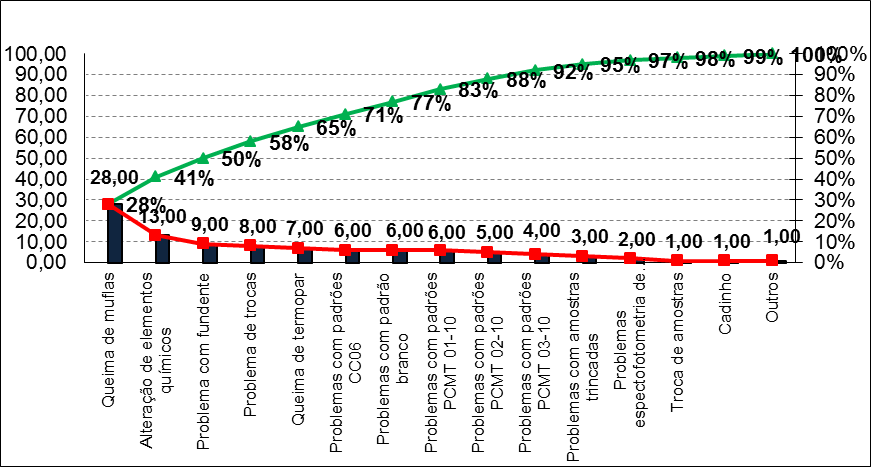 100,00
90,00
80,00
70,00
60,00
50,00
40,00
30,00
20,00
10,00
0,00
100%
90%
80%
70%
60%
50%
40%
30%
20%
10%
0%
28%
41%
50%
58%
65%
71%
77%
83%
88%
92%
95%
97%
98%
99%
100%
28,00
13,00
9,00
8,00
7,00
6,00
6,00
6,00
5,00
4,00
3,00
2,00
1,00
1,00
1,00
Queima de muflas
Alteração de elementos
químicos
Problema com fundente
Problema de trocas
Queima de termopar
Problemas com padrões
CC06
Problemas com padrão
branco
Problemas com padrões
PCMT 01-10
Problemas com padrões
PCMT 02-10
Problemas com padrões
PCMT 03-10
Problemas com amostras
trincadas
Problemas
espectofotometria de.
Troca de amostras
Cadinho
Outros